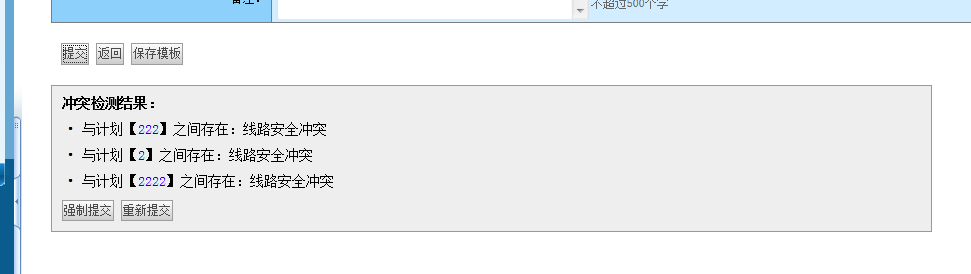 备注：
不超过500个字
提交 返回 保存模板
冲突检测结果：
· 与计划【222】之间存在：线路安全冲突
· 与计划【2】之间存在：线路安全冲突
· 与计划【2222】之间存在：线路安全冲突
强制提交 重新提交